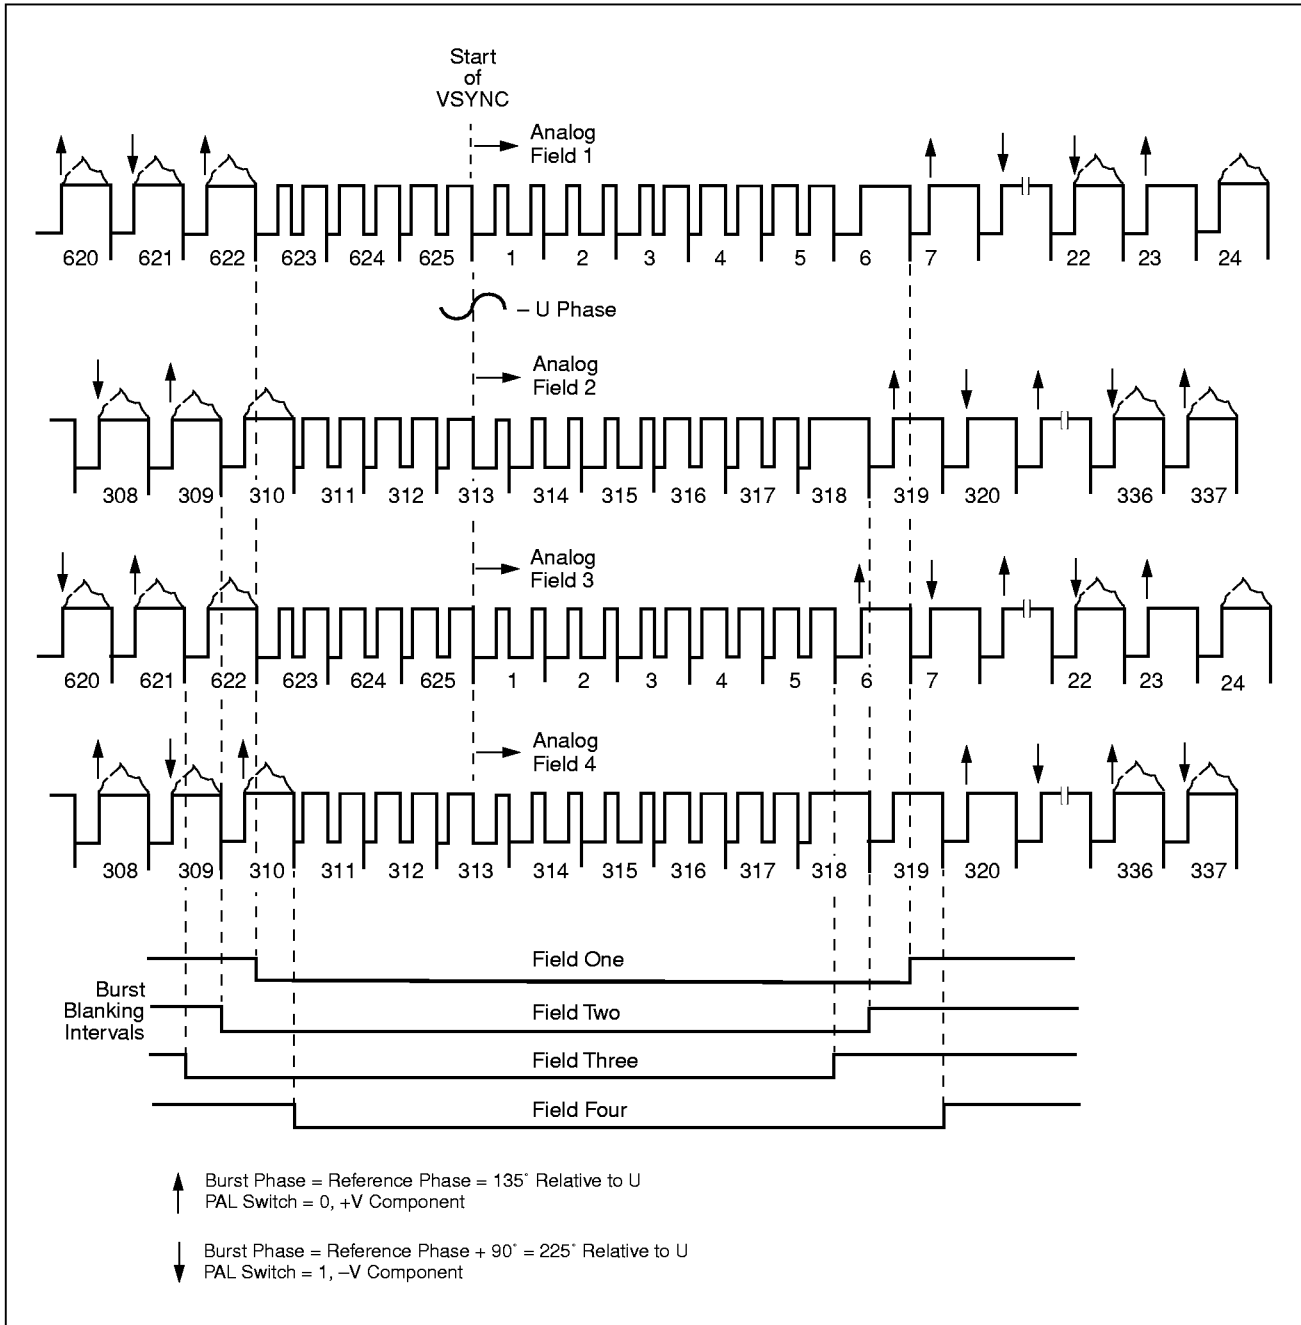 Start
of
VSYNC
Analog
Field 1
620 621 622 623 624 625 1 2 3 4 5 6 7 22 23 24
– U Phase
Analog
Field 2
308 309 310 311 312 313 314 315 316 317 318 319 320 336 337
Analog
Field 3
620 621 622 623 624 625 1 2 3 4 5 6 7 22 23 24
Analog
Field 4
308 309 310 311 312 313 314 315 316 317 318 319 320 336 337
Field One
Burst
Blanking
Intervals
Field Two
Field Three
Field Four
Burst Phase = Reference Phase = 135° Relative to U
PAL Switch = 0, +V Component
Burst Phase = Reference Phase + 90° = 225° Relative to U
PAL Switch = 1, –V Component